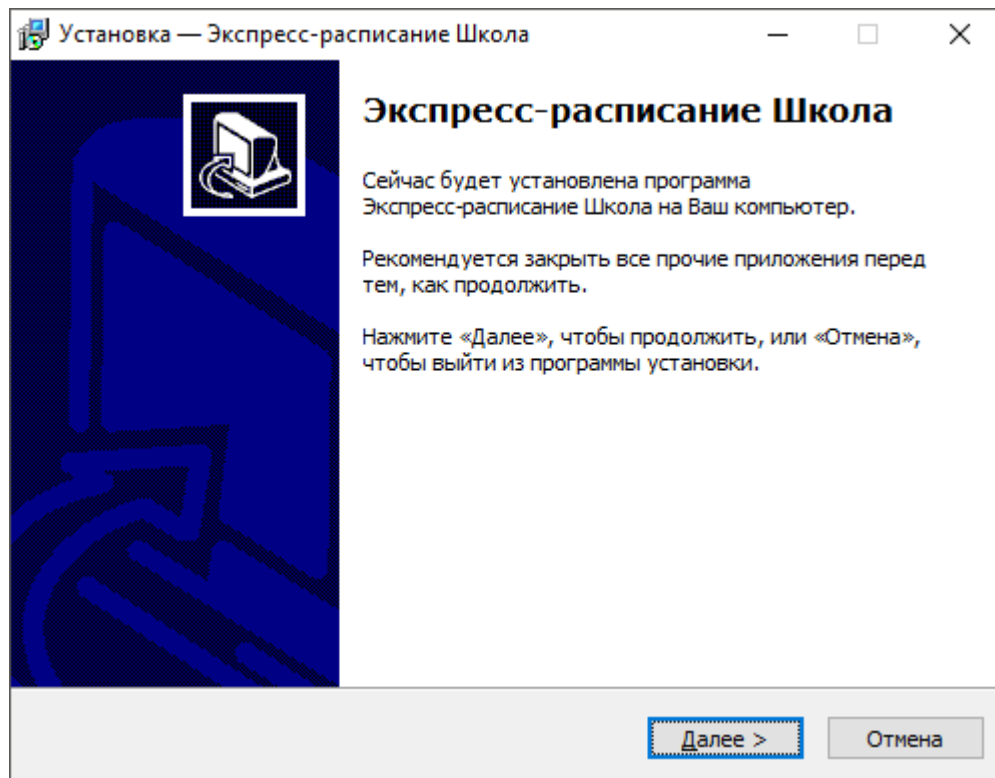 Установка — Экспресс-расписание Школа
Экспресс-расписание Школа
Сейчас будет установлена программа
Экспресс-расписание Школа на Ваш компьютер.
Рекомендуется закрыть все прочие приложения перед
тем, как продолжить.
Нажмите «Далее», чтобы продолжить, или «Отмена»,
чтобы выйти из программы установки.
Далее >
Отмена